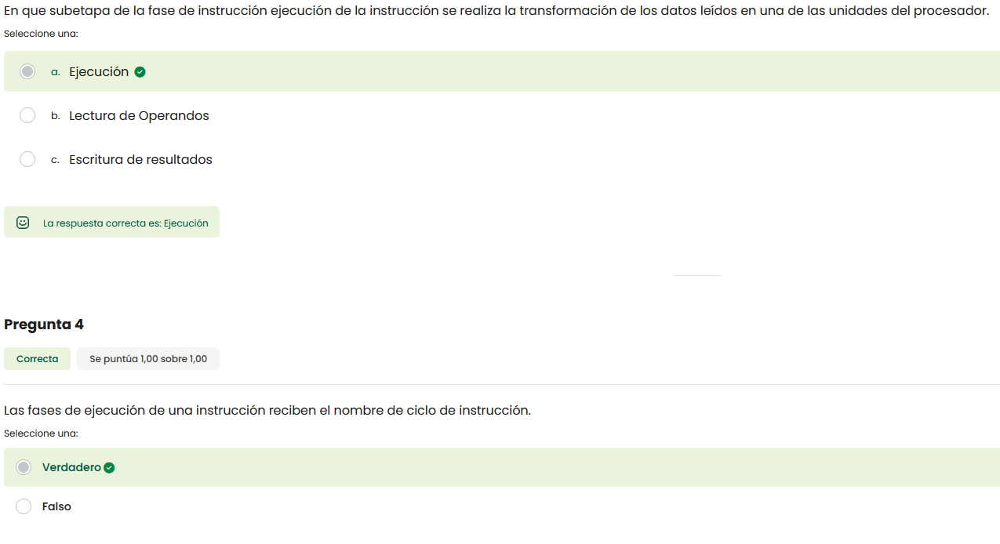 En que subetapa de la fase de instrucción ejecución de la instrucción se realiza la transformación de los datos leídos en una de las unidades del procesador.
Seleccione una:
a. Ejecución
b. Lectura de Operandos
c. Escritura de resultados
La respuesta correcta es: Ejecución
Pregunta 4
Correcta
Se puntúa 1,00 sobre 1,00
Las fases de ejecución de una instrucción reciben el nombre de ciclo de instrucción.
Seleccione una:
Verdadero
Falso